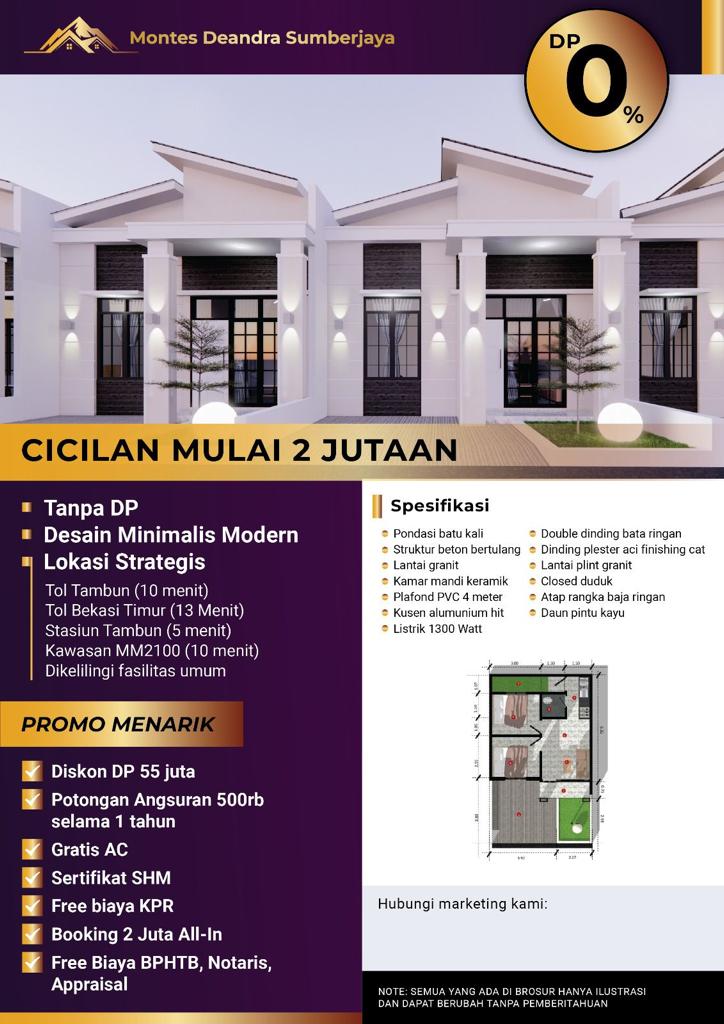 Montes Deandra Sumberjaya
DP
0
%
CICILAN MULAI 2 JUTAAN
Tanpa DP
Desain Minimalis Modern
Lokasi Strategis
Tol Tambun (10 menit)
Tol Bekasi Timur (13 Menit)
Stasiun Tambun (5 menit)
Kawasan MM2100 (10 menit)
Dikelilingi fasilitas umum
PROMO MENARIK
Diskon DP 55 juta
Potongan Angsuran 500rb
selama 1 tahun
Gratis AC
Sertifikat SHM
Free biaya KPR
Booking 2 Juta All-In
Free Biaya BPHTB, Notaris,
Appraisal
Spesifikasi
Pondasi batu kali
Struktur beton bertulang
Lantai granit
Kamar mandi keramik
Plafond PVC 4 meter
Kusen alumunium hit
Listrik 1300 Watt
Double dinding bata ringan
Dinding plester aci finishing cat
Lantai plint granit
Closed duduk
Atap rangka baja ringan
Daun pintu kayu
Hubungi marketing kami:
NOTE: SEMUA YANG ADA DI BROSUR HANYA ILUSTRASI
DAN DAPAT BERUBAH TANPA PEMBERITAHUAN